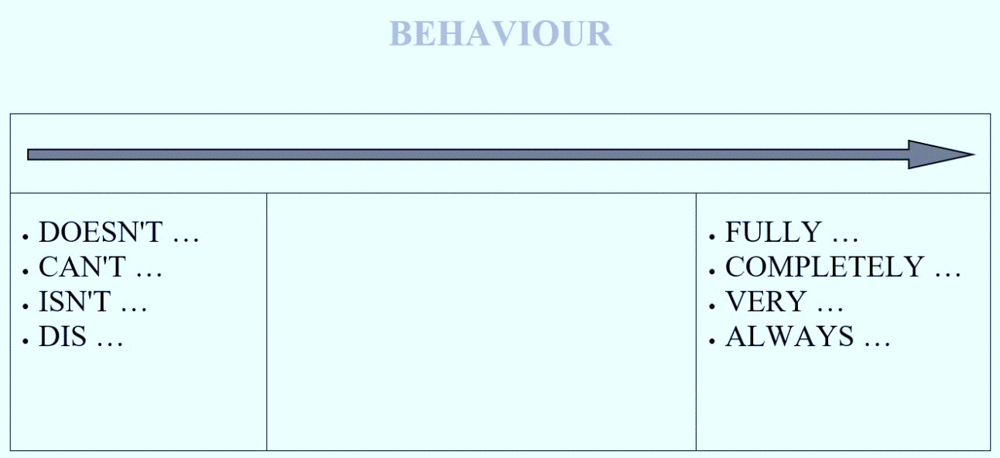 BEHAVIOUR
• DOESN'T …
• CAN'T …
• ISN'T …
• DIS …
• FULLY …
• COMPLETELY …
• VERY …
• ALWAYS …